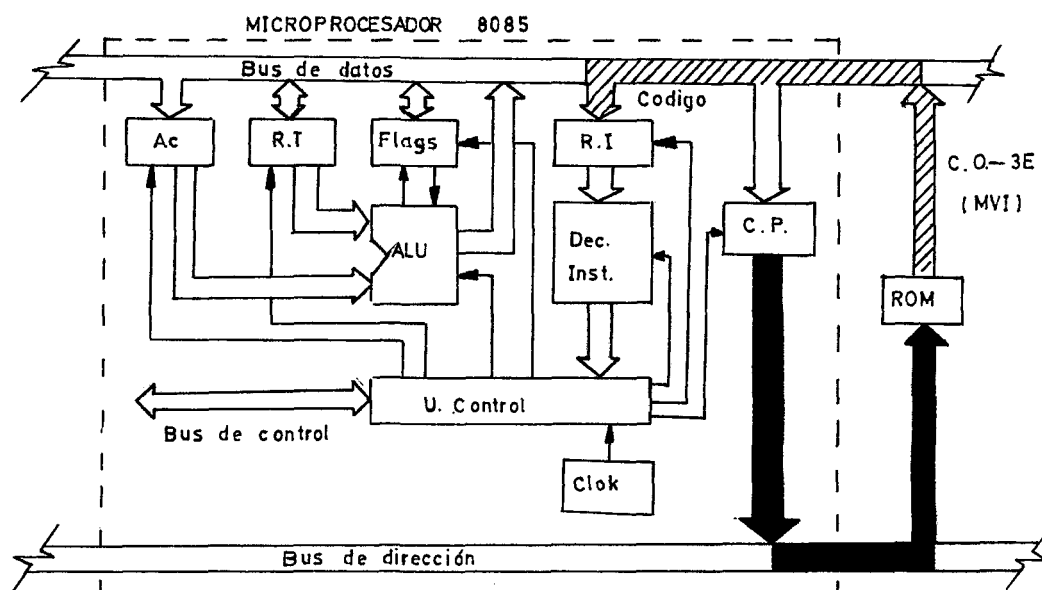 MICROPROCESADOR 8085
Bus de datos
Codigo
Ac
R.T
Flags
R.I
C.O.-3E
(MVI)
C.P.
ALU
Dec.
Inst.
ROM
U. Control
Bus de control
Clok
Bus de dirección